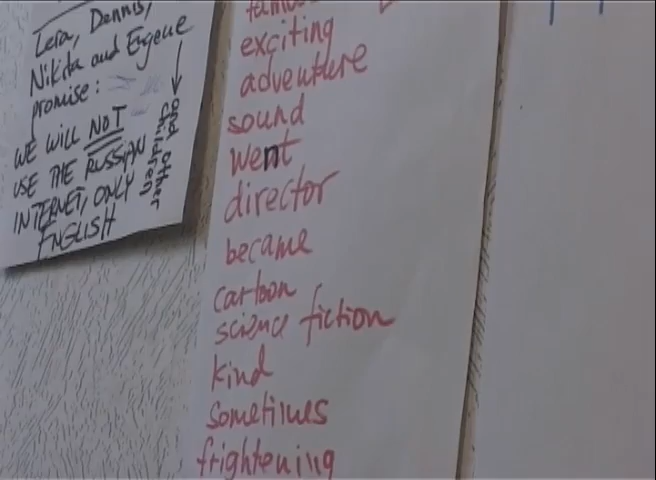 Lera, Dennis,
Nikita and Eugene
promise:
and other
children
WE WILL NOT
USE THE RUSSIAN
INTERNET, ONLY
ENGLISH
exciting
adventure
sound
went
director
became
cartoon
science fiction
kind
sometimes
frightening